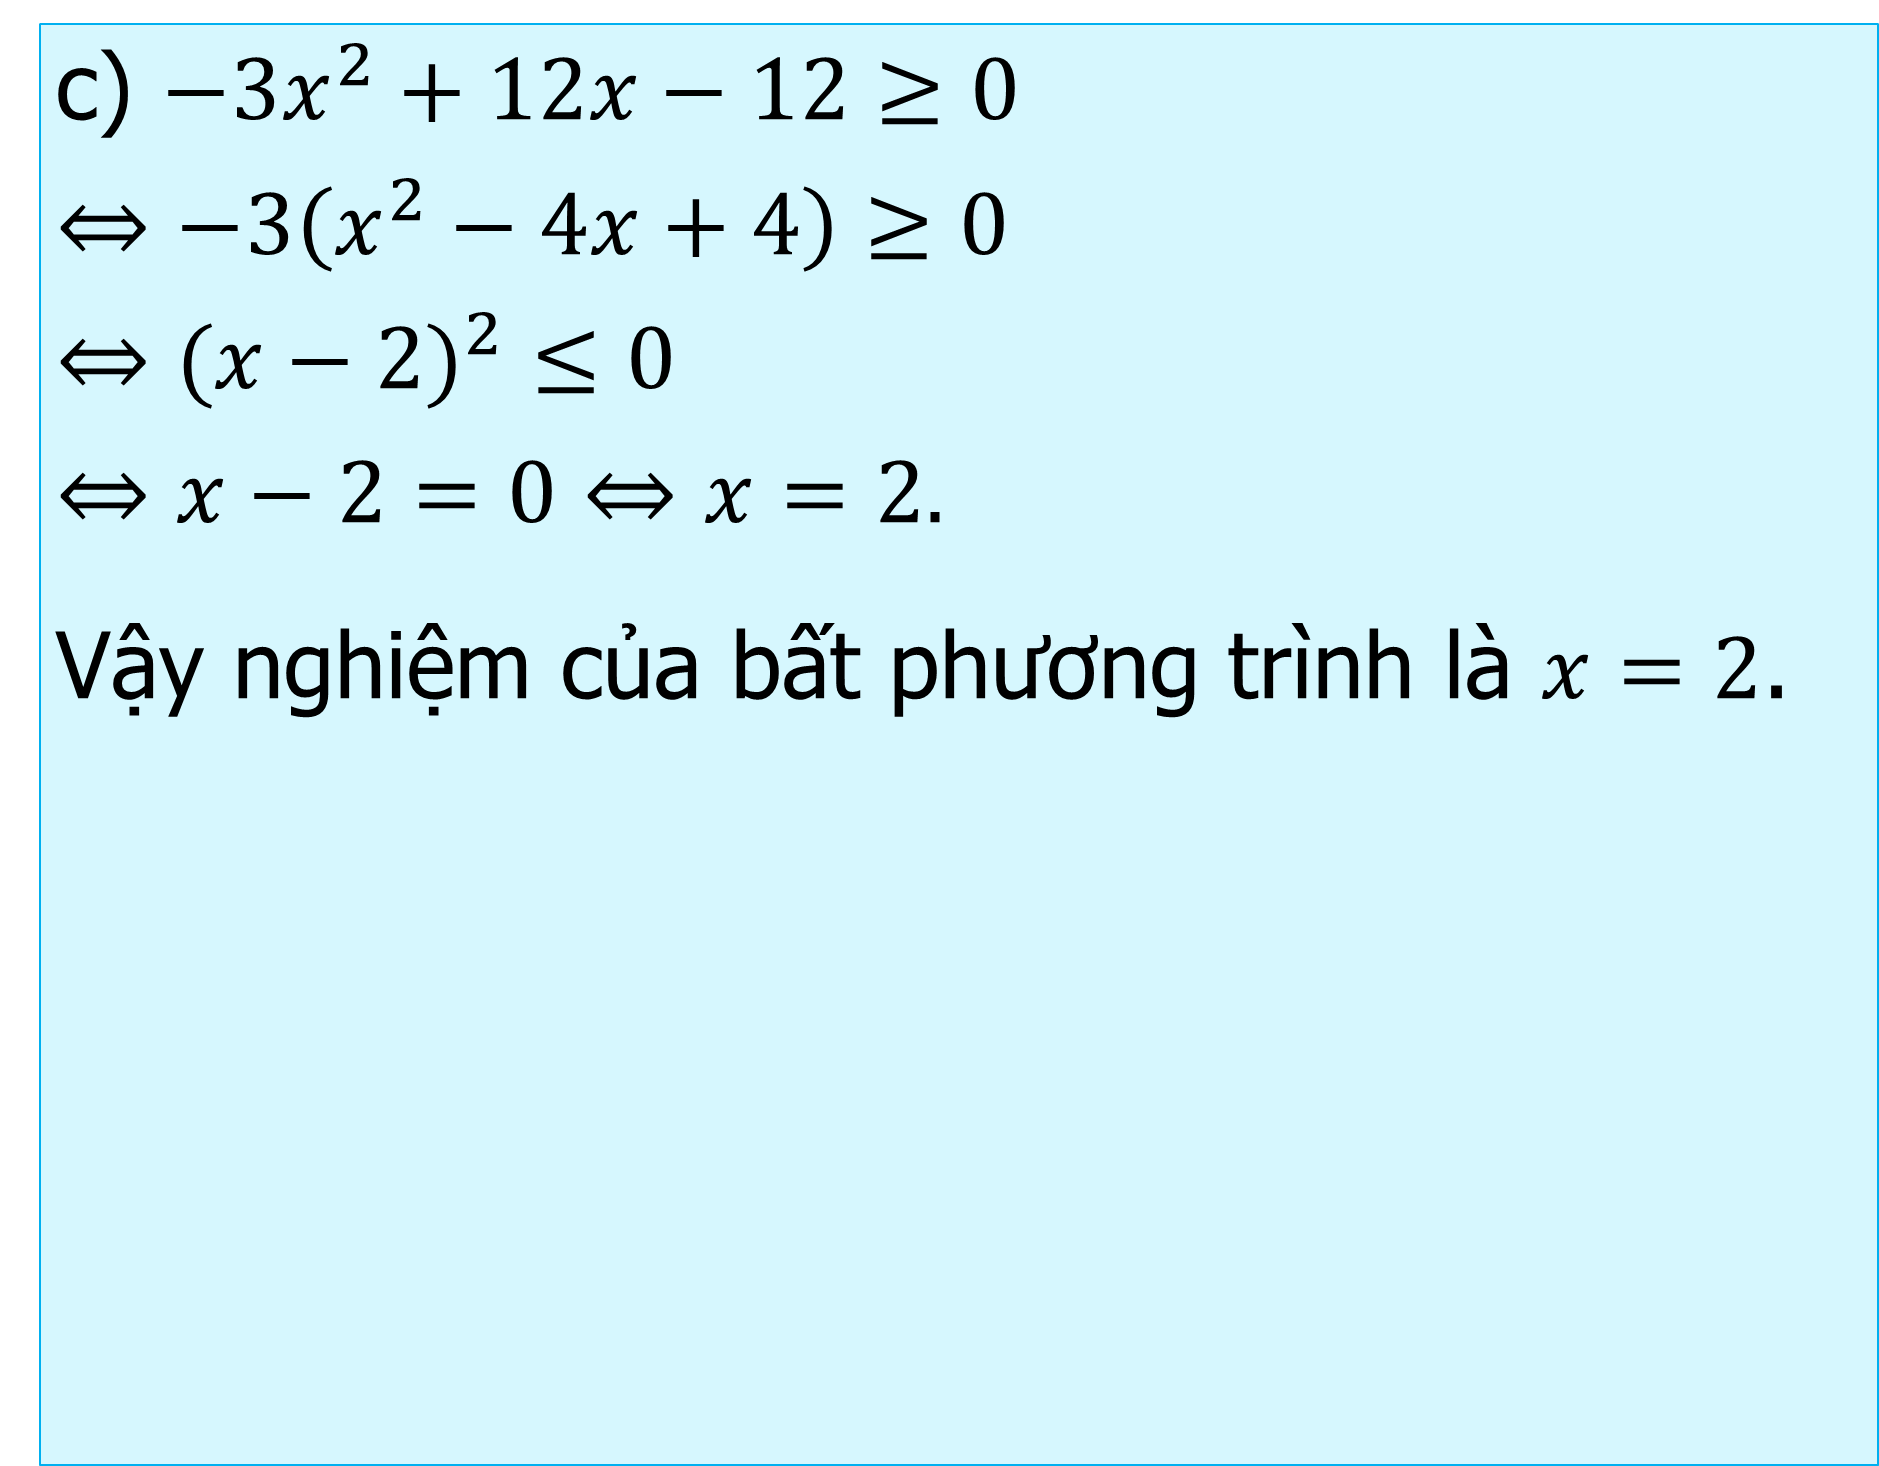 c) −3x² + 12x − 12 ≥ 0
⇔ −3(x² − 4x + 4) ≥ 0
⇔ (x − 2)² ≤ 0
⇔ x − 2 = 0 ⇔ x = 2.
Vậy nghiệm của bất phương trình là x = 2.